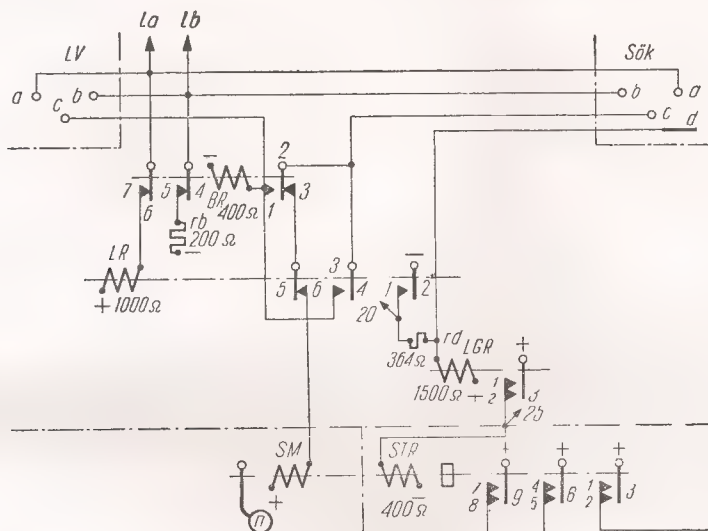 la lb
LV Sök
a b c
b a c d
2
7 5 4 BR 1 3
6 400Ω
rb
200Ω
LR
+ 1000Ω
5 6 3 4 1 2
20
rd
364Ω LGR
1500Ω + 1 2 3
25
SM STR
+ 400Ω
n
7 8 9 4 5 6 1 2 3
+ + + +